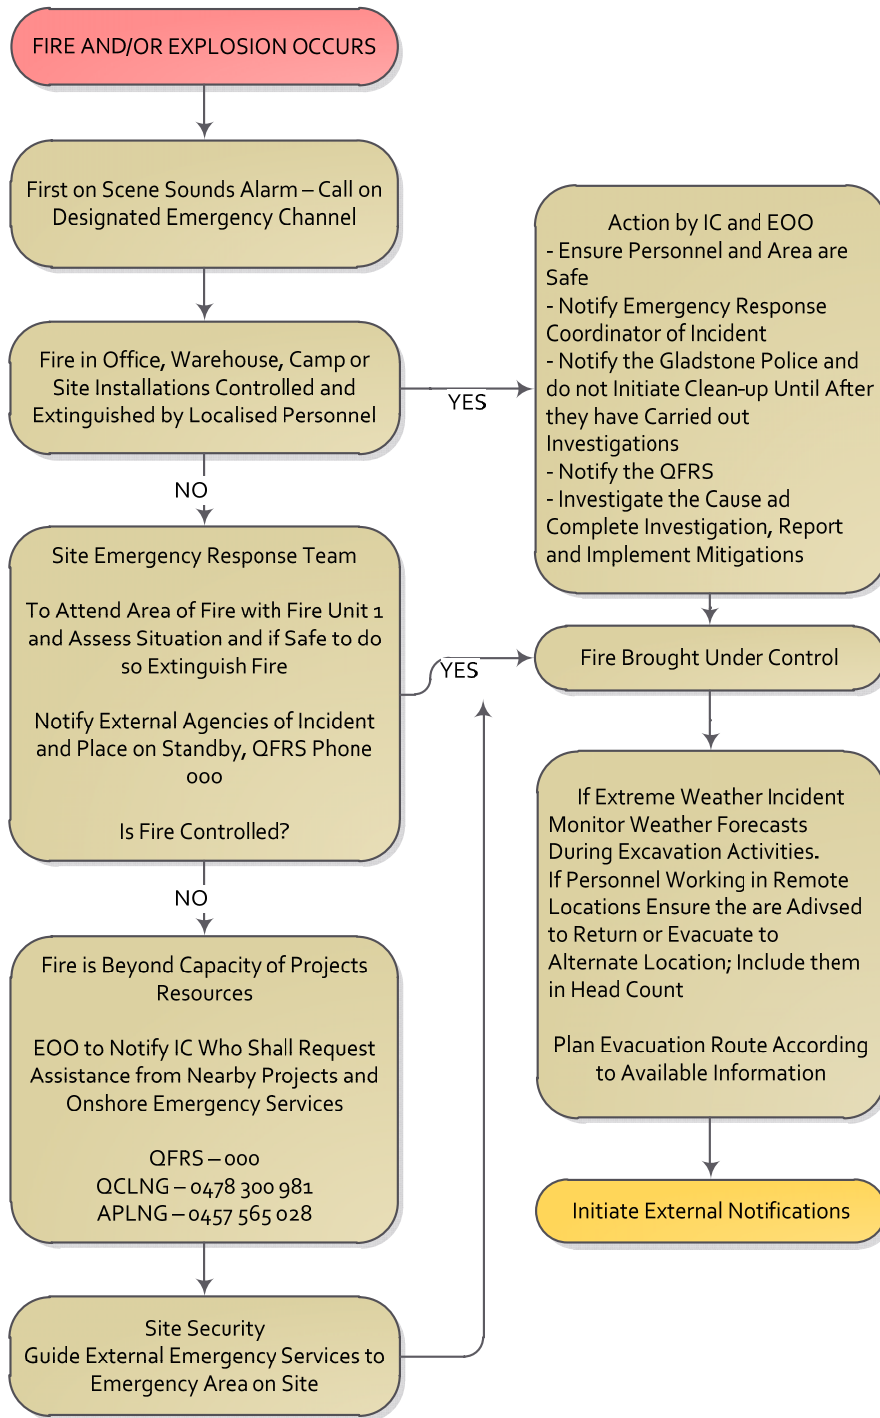 FIRE AND/OR EXPLOSION OCCURS
First on Scene Sounds Alarm – Call on
Designated Emergency Channel
Fire in Office, Warehouse, Camp or
Site Installations Controlled and
Extinguished by Localised Personnel
YES
NO
Action by IC and EOO
- Ensure Personnel and Area are
Safe
- Notify Emergency Response
Coordinator of Incident
- Notify the Gladstone Police and
do not Initiate Clean-up Until After
they have Carried out
Investigations
- Notify the QFRS
- Investigate the Cause ad
Complete Investigation, Report
and Implement Mitigations
Site Emergency Response Team
To Attend Area of Fire with Fire Unit 1
and Assess Situation and if Safe to do
so Extinguish Fire
Notify External Agencies of Incident
and Place on Standby, QFRS Phone
000
Is Fire Controlled?
YES
NO
Fire Brought Under Control
If Extreme Weather Incident
Monitor Weather Forecasts
During Excavation Activities.
If Personnel Working in Remote
Locations Ensure the are Adivsed
to Return or Evacuate to
Alternate Location; Include them
in Head Count
Plan Evacuation Route According
to Available Information
Fire is Beyond Capacity of Projects
Resources
EOO to Notify IC Who Shall Request
Assistance from Nearby Projects and
Onshore Emergency Services
QFRS – 000
QCLNG – 0478 300 981
APLNG – 0457 565 028
Initiate External Notifications
Site Security
Guide External Emergency Services to
Emergency Area on Site